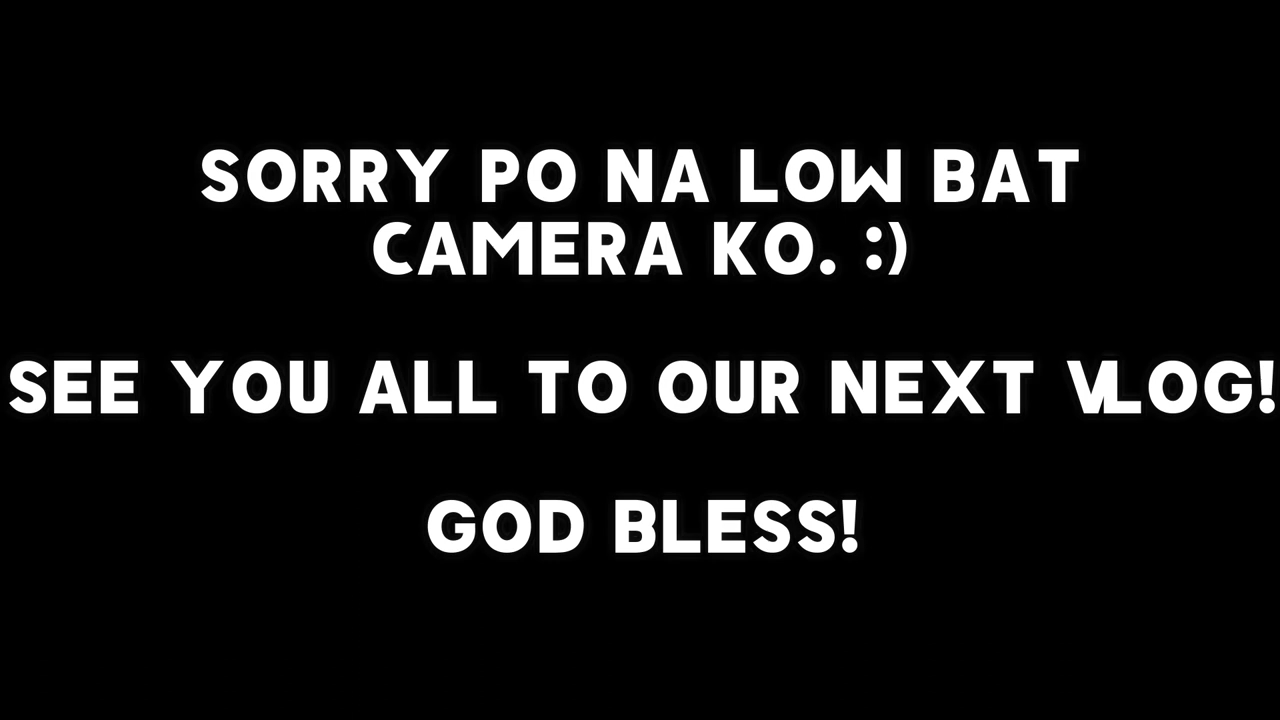 SORRY PO NA LOW BAT
CAMERA KO. :)
SEE YOU ALL TO OUR NEXT VLOG!
GOD BLESS!